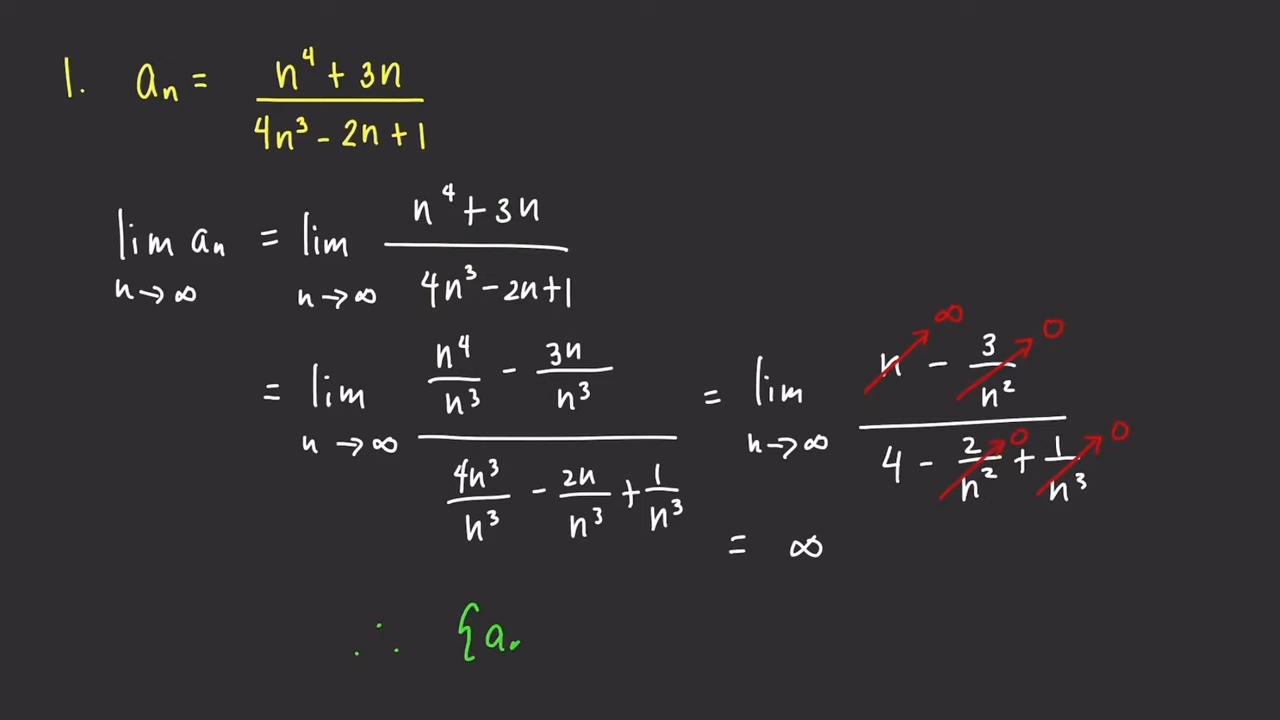 1. aₙ = (n⁴ + 3n)/(4n³ - 2n + 1)
lim n→∞ aₙ = lim n→∞ (n⁴ + 3n)/(4n³ - 2n + 1)
= lim n→∞ (n⁴/n³ - 3n/n³)/(4n³/n³ - 2n/n³ + 1/n³) = lim n→∞ (n ∞ - 3/n² 0)/(4 - 2/n² 0 + 1/n³ 0)
= ∞
∴ {a